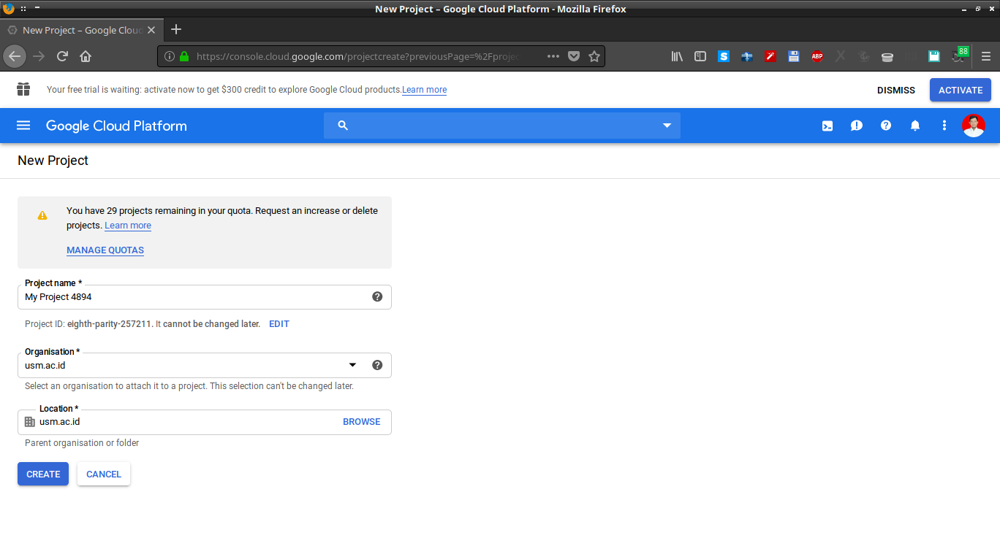 New Project – Google Cloud Platform - Mozilla Firefox
New Project – Google Cloud
https://console.cloud.google.com/projectcreate?previousPage=%2Fprojec
S
ABP
88
Your free trial is waiting: activate now to get $300 credit to explore Google Cloud products.Learn more
DISMISS
ACTIVATE
Google Cloud Platform
New Project
You have 29 projects remaining in your quota. Request an increase or delete
projects. Learn more
MANAGE QUOTAS
Project name *
My Project 4894
Project ID: eighth-parity-257211. It cannot be changed later. EDIT
Organisation *
usm.ac.id
Select an organisation to attach it to a project. This selection can't be changed later.
Location *
usm.ac.id
BROWSE
Parent organisation or folder
CREATE
CANCEL